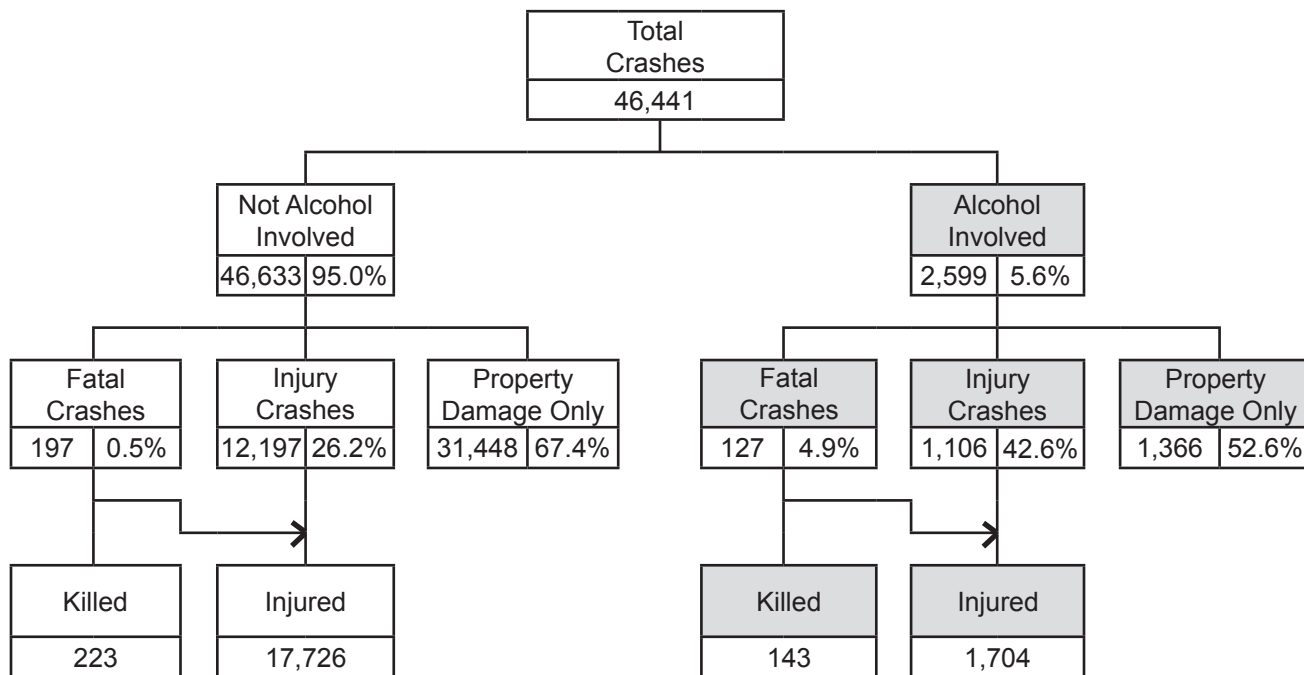 Total
Crashes
46,441
Not Alcohol
Involved
46,633 95.0%
Alcohol
Involved
2,599 5.6%
Fatal
Crashes
197 0.5%
Injury
Crashes
12,197 26.2%
Property
Damage Only
31,448 67.4%
Fatal
Crashes
127 4.9%
Injury
Crashes
1,106 42.6%
Property
Damage Only
1,366 52.6%
Killed
223
Injured
17,726
Killed
143
Injured
1,704